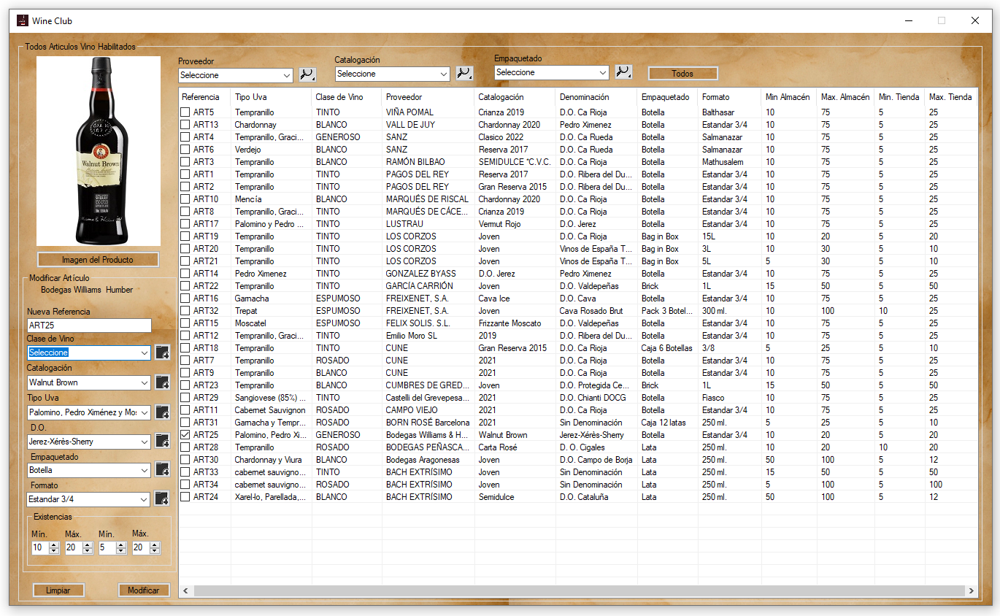 Wine Club
Todos Articulos Vino Habilitados
Proveedor
Catalogación
Empaquetado
Seleccione
Seleccione
Seleccione
Todos
Walnut Brown
SHERRY
Imagen del Producto
Modificar Artículo
Bodegas Williams Humber
Nueva Referencia
ART25
Clase de Vino
Seleccione
Catalogación
Walnut Brown
Tipo Uva
Palomino, Pedro Ximénez y Mos
D.O.
Jerez-Xérès-Sherry
Empaquetado
Botella
Formato
Estandar 3/4
Existencias
Mín. Máx. Mín. Máx.
10 20 5 20
Limpiar Modificar
Referencia Tipo Uva Clase de Vino Proveedor Catalogación Denominación Empaquetado Formato Min Almacén Max. Almacén Min. Tienda Max. Tienda
ART5 Tempranillo TINTO VIÑA POMAL Crianza 2019 D.O. Ca Rioja Botella Balthasar 10 75 5 25
ART13 Chardonnay BLANCO VALL DE JUY Chardonnay 2020 Pedro Ximenez Botella Estandar 3/4 10 75 5 25
ART4 Tempranillo, Graci... GENEROSO SANZ Clasico 2022 D.O. Ca Rueda Botella Salmanazar 10 75 5 25
ART6 Verdejo BLANCO SANZ Reserva 2017 D.O. Ca Rueda Botella Salmanazar 10 75 5 25
ART3 Tempranillo BLANCO RAMÓN BILBAO SEMIDULCE “C.V.C. D.O. Ca Rioja Botella Mathusalem 10 75 5 25
ART1 Tempranillo TINTO PAGOS DEL REY Reserva 2017 D.O. Ribera del Du... Botella Estandar 3/4 10 75 5 25
ART2 Tempranillo TINTO PAGOS DEL REY Gran Reserva 2015 D.O. Ribera del Du... Botella Estandar 3/4 10 75 5 25
ART10 Mencía BLANCO MARQUÉS DE RISCAL Chardonnay 2020 D.O. Ca Rioja Botella Estandar 3/4 10 75 5 25
ART8 Tempranillo, Graci... TINTO MARQUÉS DE CÁCE... Crianza 2019 D.O. Ca Rioja Botella Estandar 3/4 10 75 5 25
ART17 Palomino y Pedro ... TINTO LUSTRAU Vermut Rojo D.O. Jerez Botella Estandar 3/4 10 75 5 25
ART19 Tempranillo TINTO LOS CORZOS Joven D.O. Ca Rioja Bag in Box 15L 10 20 5 20
ART20 Tempranillo TINTO LOS CORZOS Joven Vinos de España T... Bag in Box 3L 10 30 5 10
ART21 Tempranillo TINTO LOS CORZOS Joven Vinos de España T... Bag in Box 5L 5 30 5 10
ART14 Pedro Ximenez TINTO GONZALEZ BYASS D.O. Jerez Pedro Ximenez Botella Estandar 3/4 10 75 5 25
ART22 Tempranillo TINTO GARCÍA CARRIÓN Joven D.O. Valdepeñas Brick 1L 15 50 5 50
ART16 Garnacha ESPUMOSO FREIXENET, S.A. Cava Ice D.O. Cava Botella Estandar 3/4 10 75 5 25
ART32 Trepat ESPUMOSO FREIXENET, S.A. Joven Cava Rosado Brut Pack 3 Botel... 300 ml. 10 100 10 25
ART15 Moscatel ESPUMOSO FELIX SOLIS. S.L. Frizzante Moscato D.O. Valdepeñas Botella Estandar 3/4 10 75 5 25
ART12 Tempranillo, Graci... TINTO Emilio Moro SL 2019 D.O. Ribera del Du... Botella Estandar 3/4 10 75 5 25
ART18 Tempranillo TINTO CUNE Gran Reserva 2015 D.O. Ca Rioja Caja 6 Botellas 3/8 5 25 5 10
ART7 Tempranillo ROSADO CUNE 2021 D.O. Ca Rioja Botella Estandar 3/4 10 75 5 25
ART9 Tempranillo BLANCO CUNE 2021 D.O. Ca Rioja Botella Estandar 3/4 10 75 5 25
ART23 Tempranillo BLANCO CUMBRES DE GRED... Joven D.O. Protegida Ce... Brick 1L 15 50 5 50
ART29 Sangiovese (85%) ... TINTO Castelli del Grevepesa... 2021 D.O. Chianti DOCG Botella Fiasco 10 75 5 25
ART11 Cabernet Sauvignon ROSADO CAMPO VIEJO 2021 D.O. Ca Rioja Botella Estandar 3/4 10 75 5 25
ART31 Garnacha y Tempr... ROSADO BORN ROSÉ Barcelona 2021 Sin Denominación Caja 12 latas 250 ml. 5 25 5 10
ART25 Palomino, Pedro Xi... GENEROSO Bodegas Williams & H... Walnut Brown Jerez-Xérès-Sherry Botella Estandar 3/4 10 20 5 20
ART28 Tempranillo ROSADO BODEGAS PEÑASCA... Carta Rosé D. O. Cigales Lata 250 ml. 10 20 10 20
ART30 Chardonnay y Viura BLANCO Bodegas Aragonesas Joven D.O. Campo de Borja Lata 250 ml. 50 100 5 12
ART33 cabernet sauvigno... TINTO BACH EXTRÍSIMO Joven Sin Denominación Lata 250 ml. 15 50 5 50
ART34 cabernet sauvigno... ROSADO BACH EXTRÍSIMO Joven Sin Denominación Lata 250 ml. 5 100 5 100
ART24 Xarel·lo, Parellada,... BLANCO BACH EXTRÍSIMO Semidulce D.O. Cataluña Lata 250 ml. 50 100 5 12